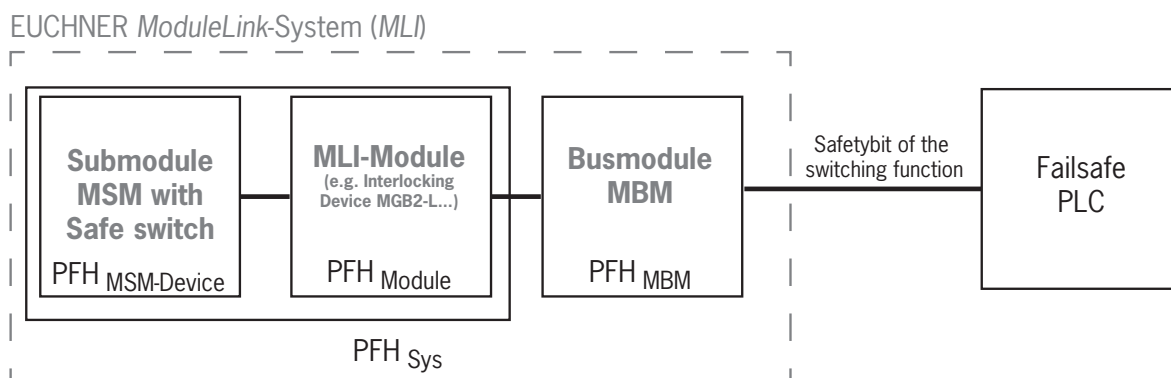 EUCHNER ModuleLink-System (MLI)
Submodule
MSM with
Safe switch
PFH MSM-Device
MLI-Module
(e.g. Interlocking
Device MGB2-L...)
PFH Module
Busmodule
MBM
PFH MBM
PFH Sys
Safetybit of the
switching function
Failsafe
PLC